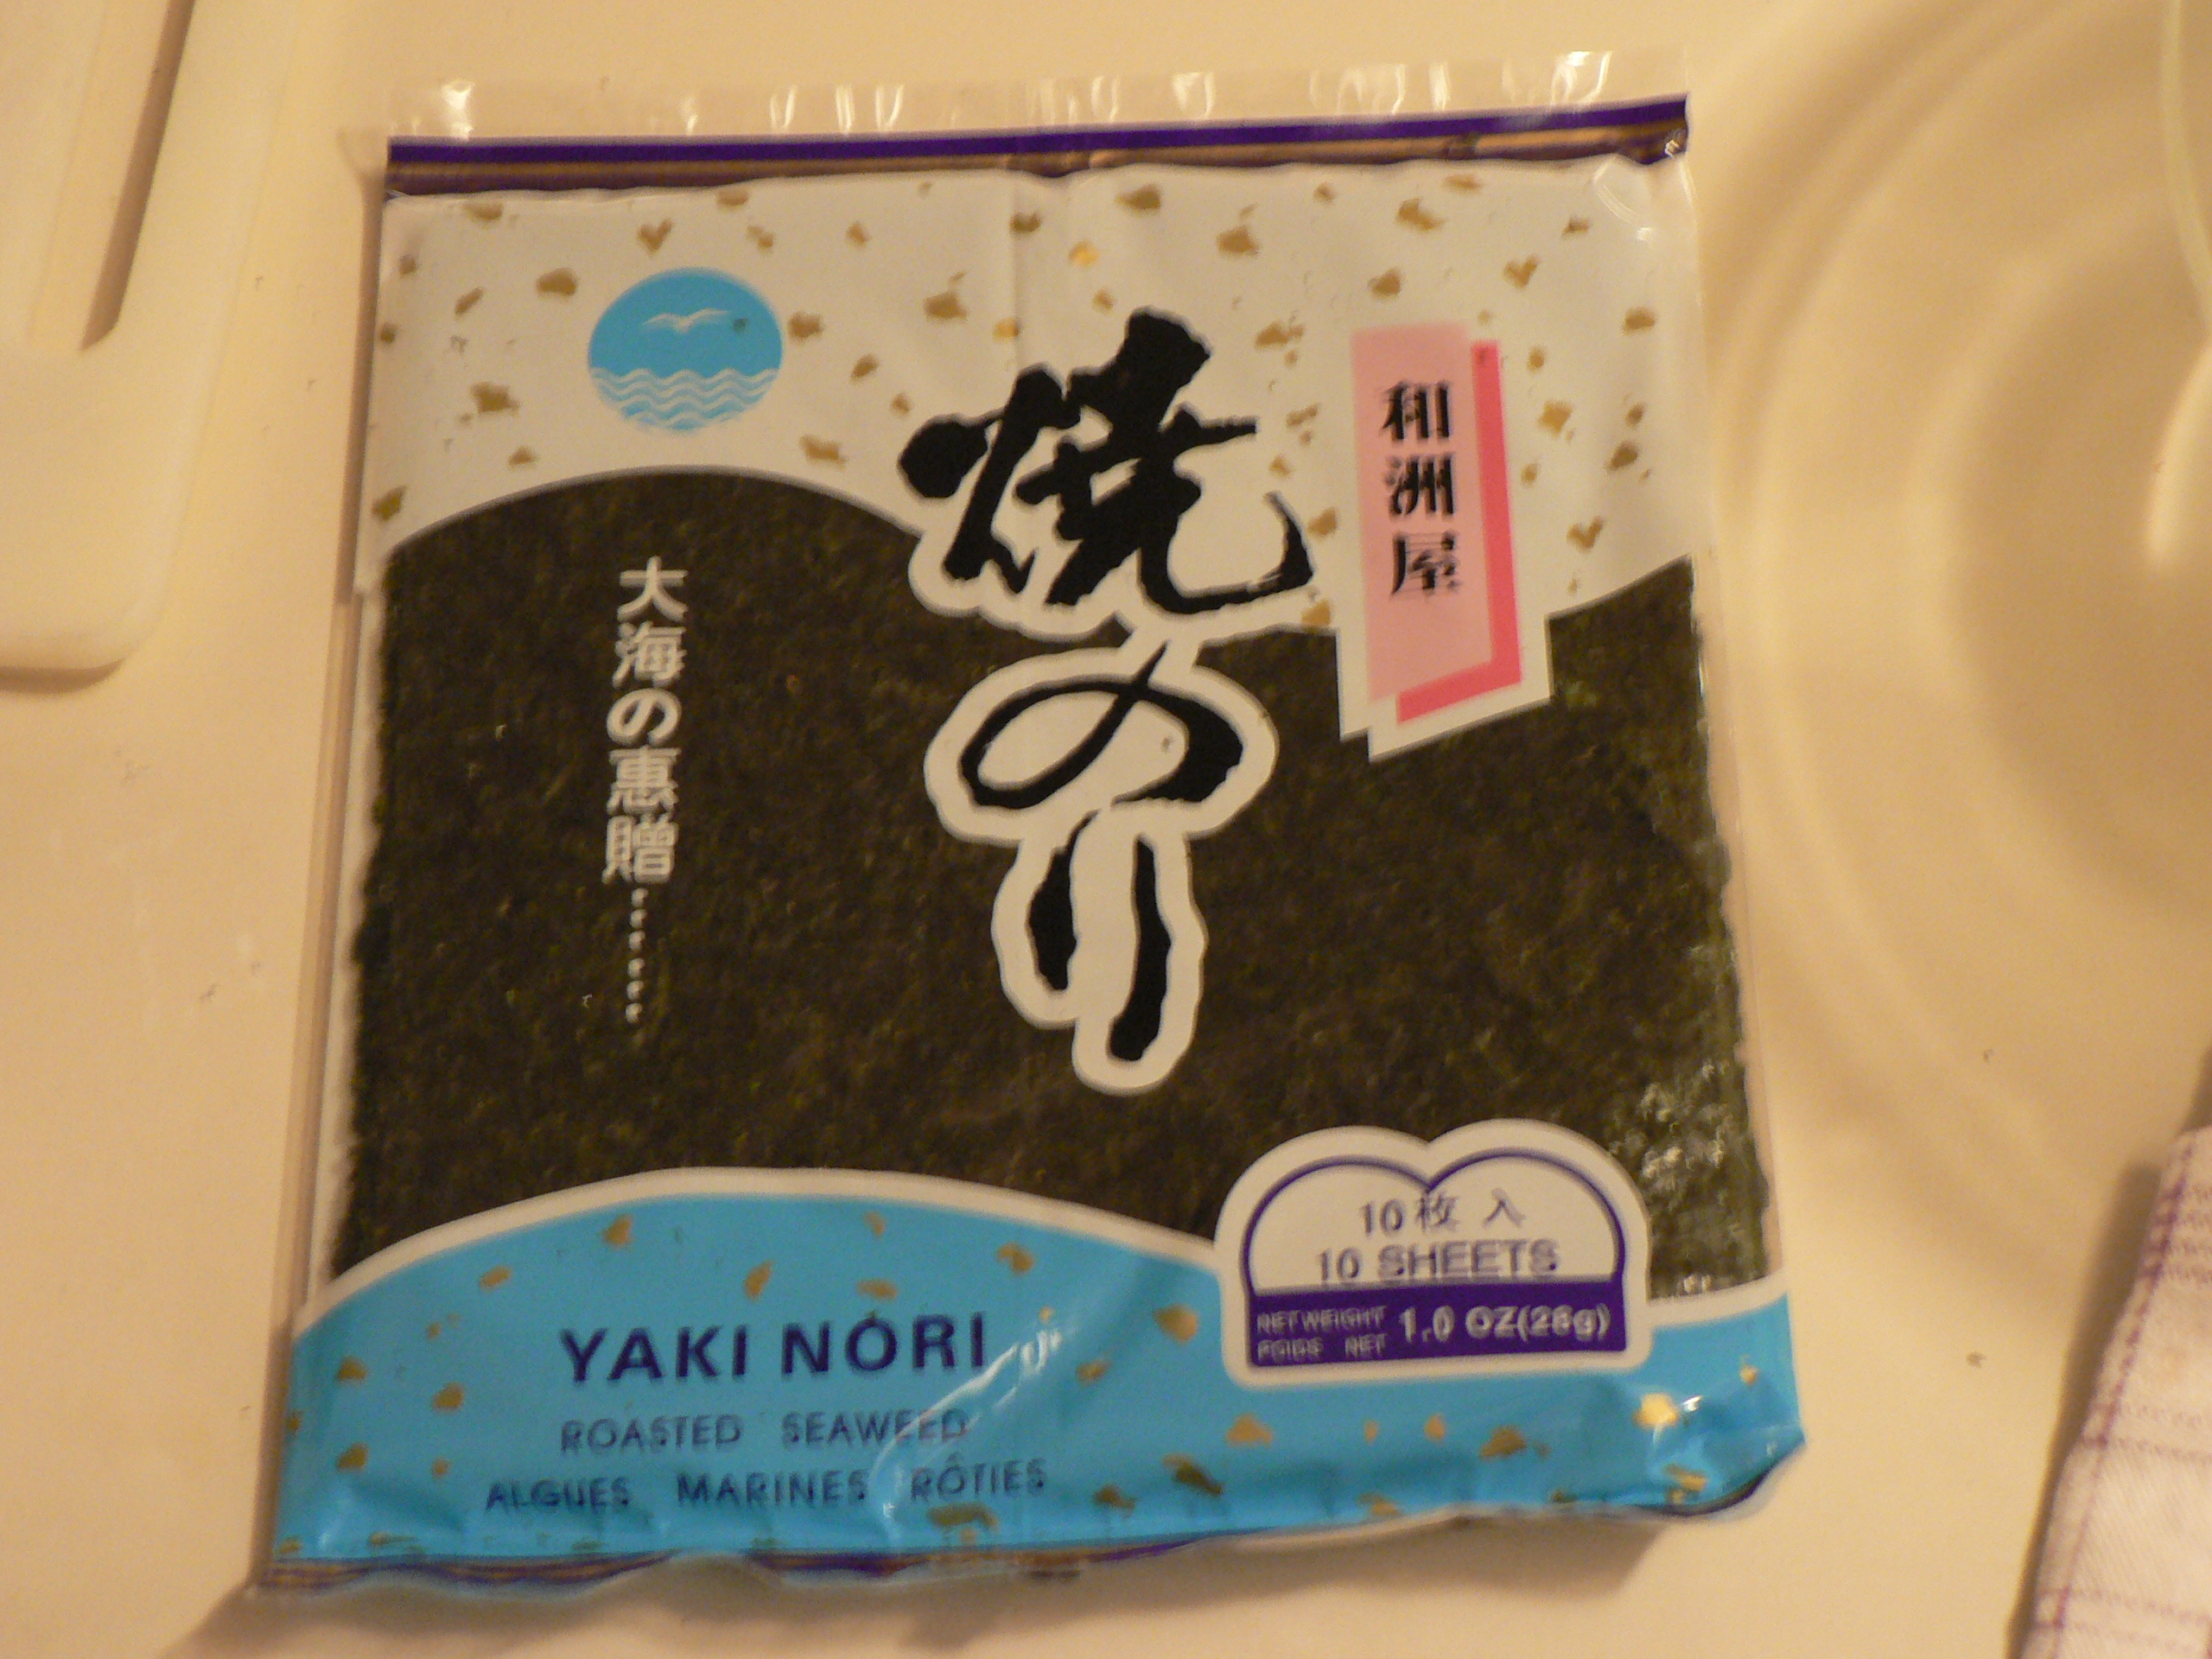 焼のり
和洲屋
大海の恵贈………
10枚入
10 SHEETS
NET WEIGHT
POIDS NET
1.0 OZ(28g)
YAKI NORI
ROASTED SEAWEED
ALGUES MARINES RÔTIES